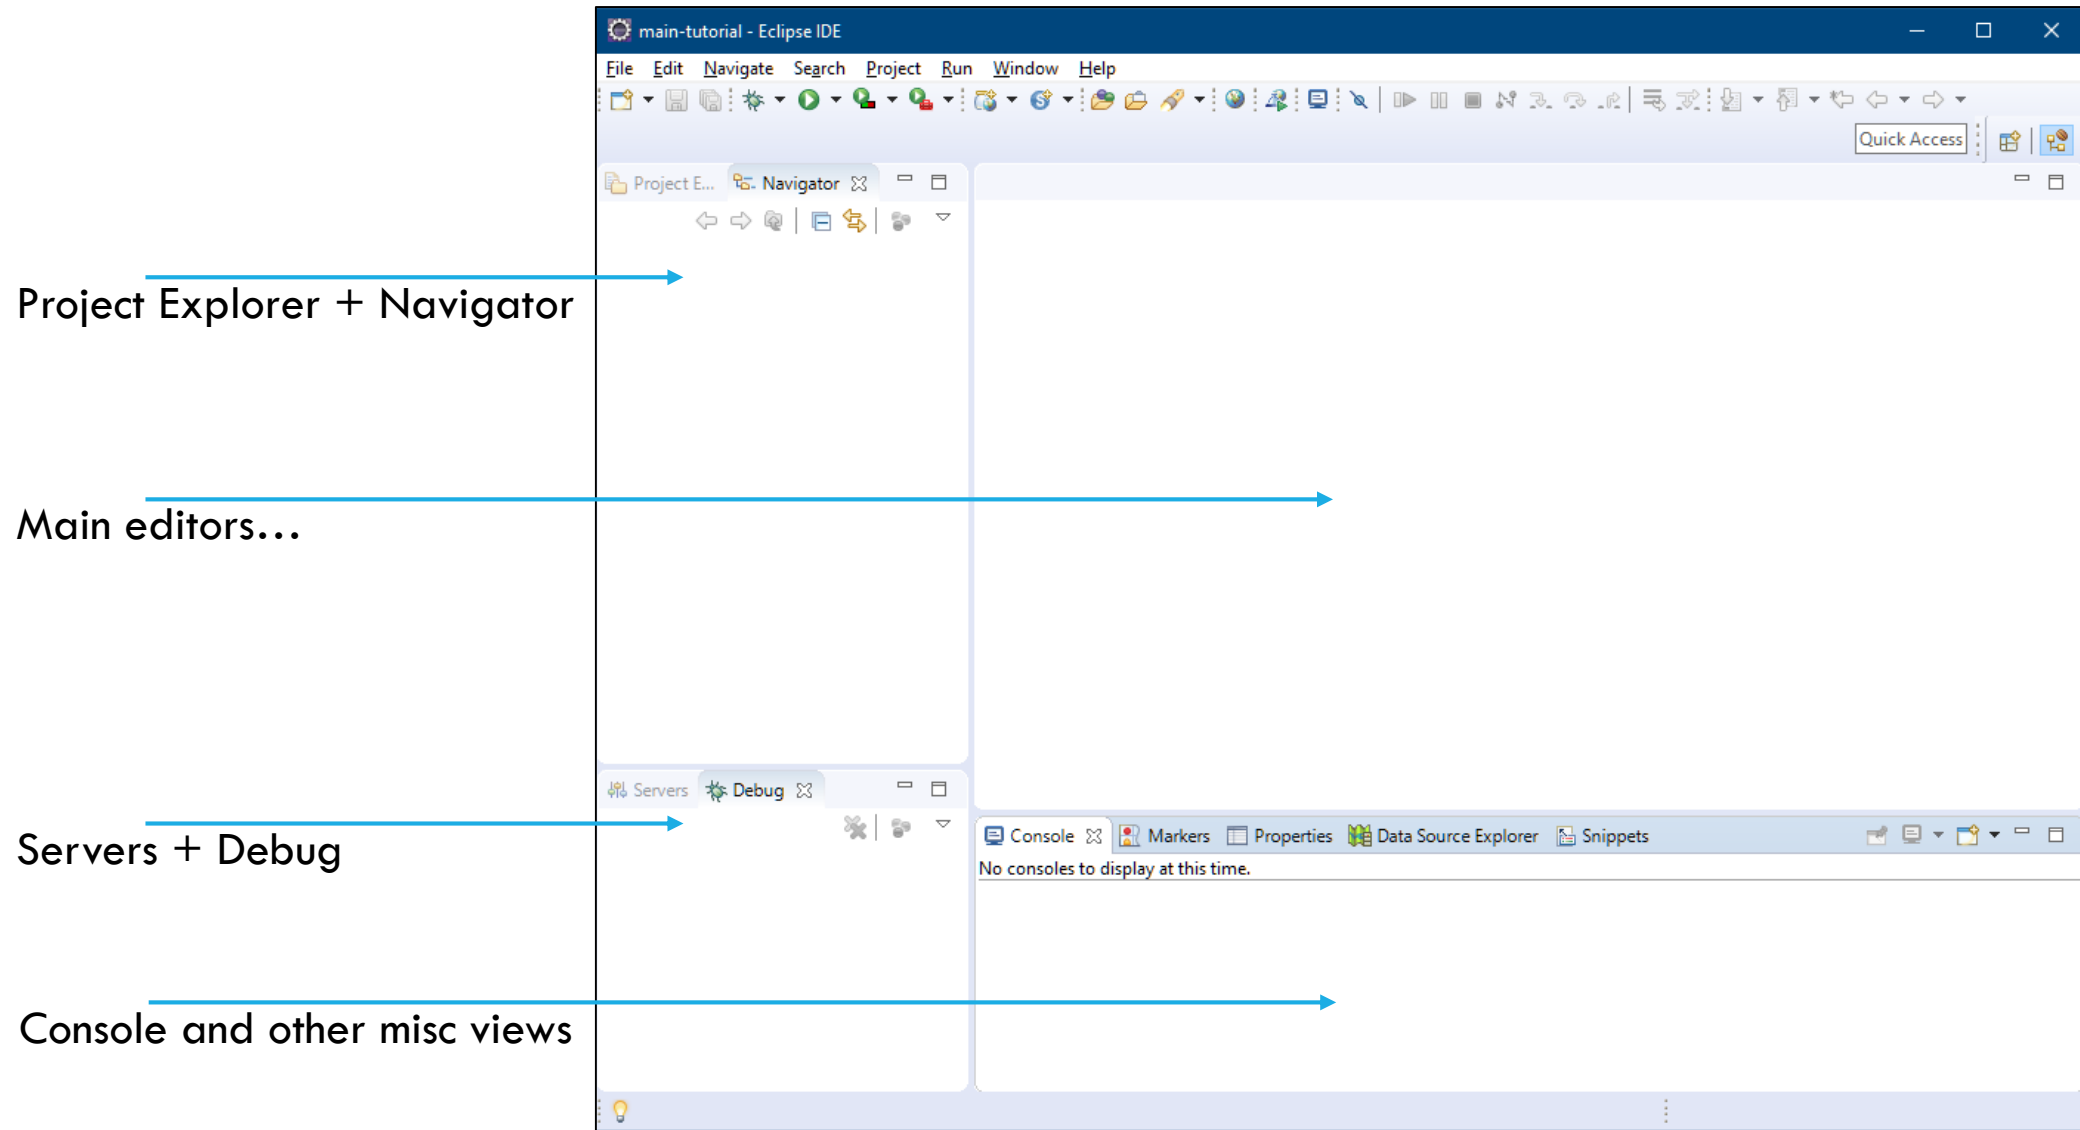 main-tutorial - Eclipse IDE
File Edit Navigate Search Project Run Window Help
Quick Access
Project E... Navigator
Project Explorer + Navigator
Main editors…
Servers Debug
Servers + Debug
Console Markers Properties Data Source Explorer Snippets
No consoles to display at this time.
Console and other misc views